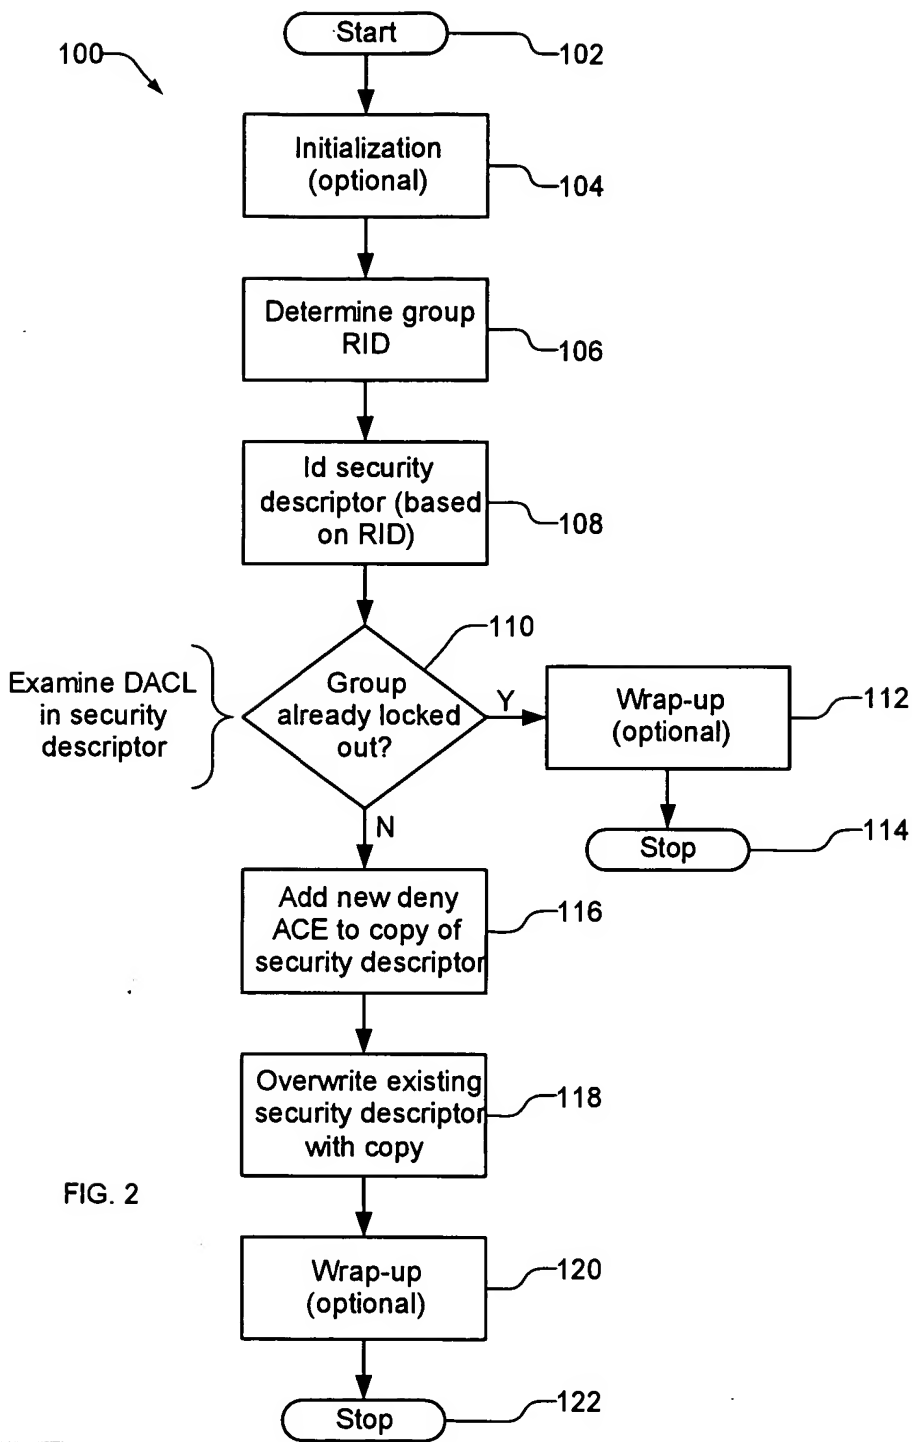 Start
102
100
Initialization
(optional)
104
Determine group
RID
106
Id security
descriptor (based
on RID)
108
110
Examine DACL
in security
descriptor
Group
already locked
out?
Y
Wrap-up
(optional)
112
N
Stop
114
Add new deny
ACE to copy of
security descriptor
116
Overwrite existing
security descriptor
with copy
118
FIG. 2
Wrap-up
(optional)
120
Stop
122